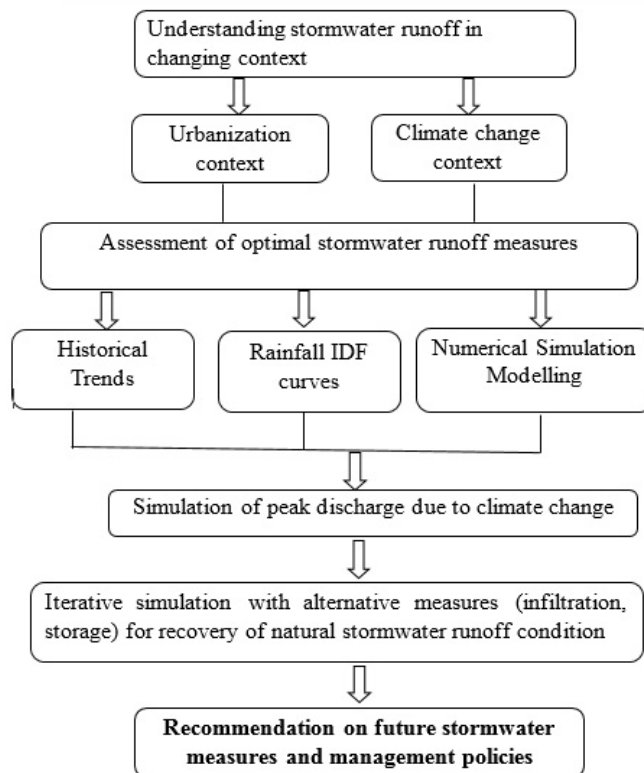 Understanding stormwater runoff in
changing context
Urbanization
context
Climate change
context
Assessment of optimal stormwater runoff measures
Historical
Trends
Rainfall IDF
curves
Numerical Simulation
Modelling
Simulation of peak discharge due to climate change
Iterative simulation with alternative measures (infiltration,
storage) for recovery of natural stormwater runoff condition
Recommendation on future stormwater
measures and management policies